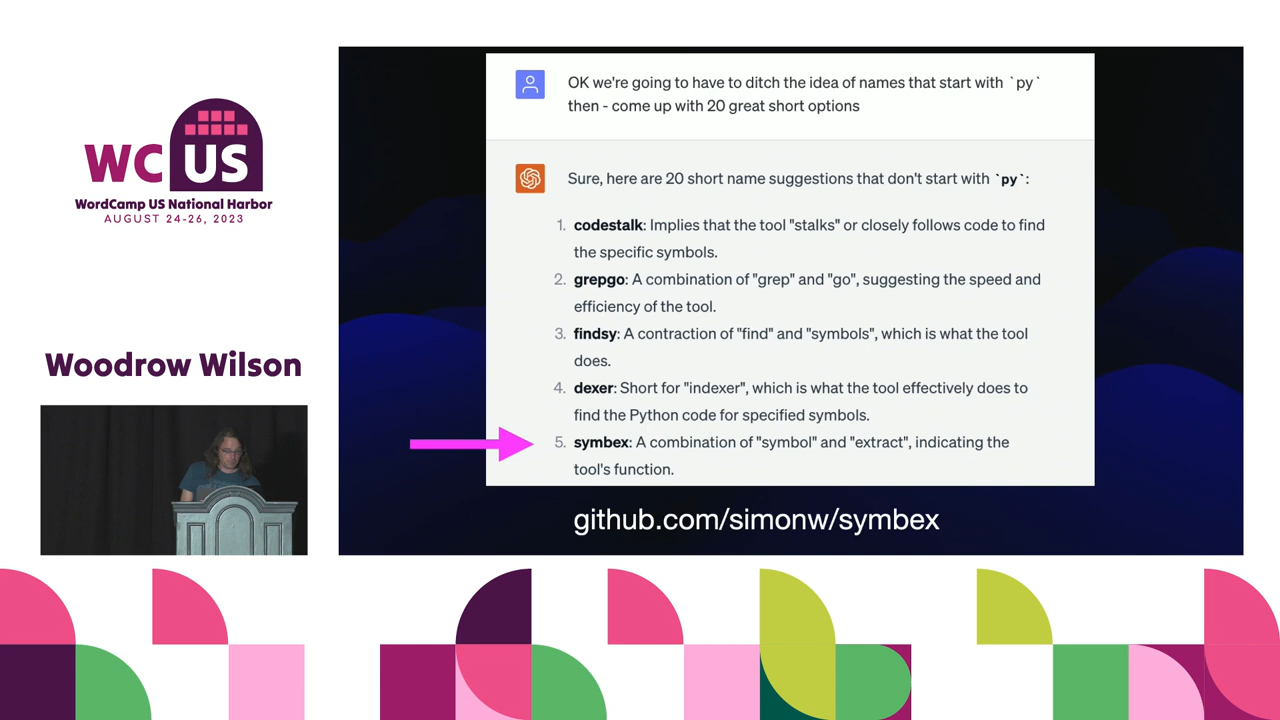 WC US
WordCamp US National Harbor
AUGUST 24-26, 2023
Woodrow Wilson
OK we're going to have to ditch the idea of names that start with `py`
then - come up with 20 great short options
Sure, here are 20 short name suggestions that don't start with `py`:
1. codestalk: Implies that the tool "stalks" or closely follows code to find
the specific symbols.
2. grepgo: A combination of "grep" and "go", suggesting the speed and
efficiency of the tool.
3. findsy: A contraction of "find" and "symbols", which is what the tool
does.
4. dexer: Short for "indexer", which is what the tool effectively does to
find the Python code for specified symbols.
5. symbex: A combination of "symbol" and "extract", indicating the
tool's function.
github.com/simonw/symbex